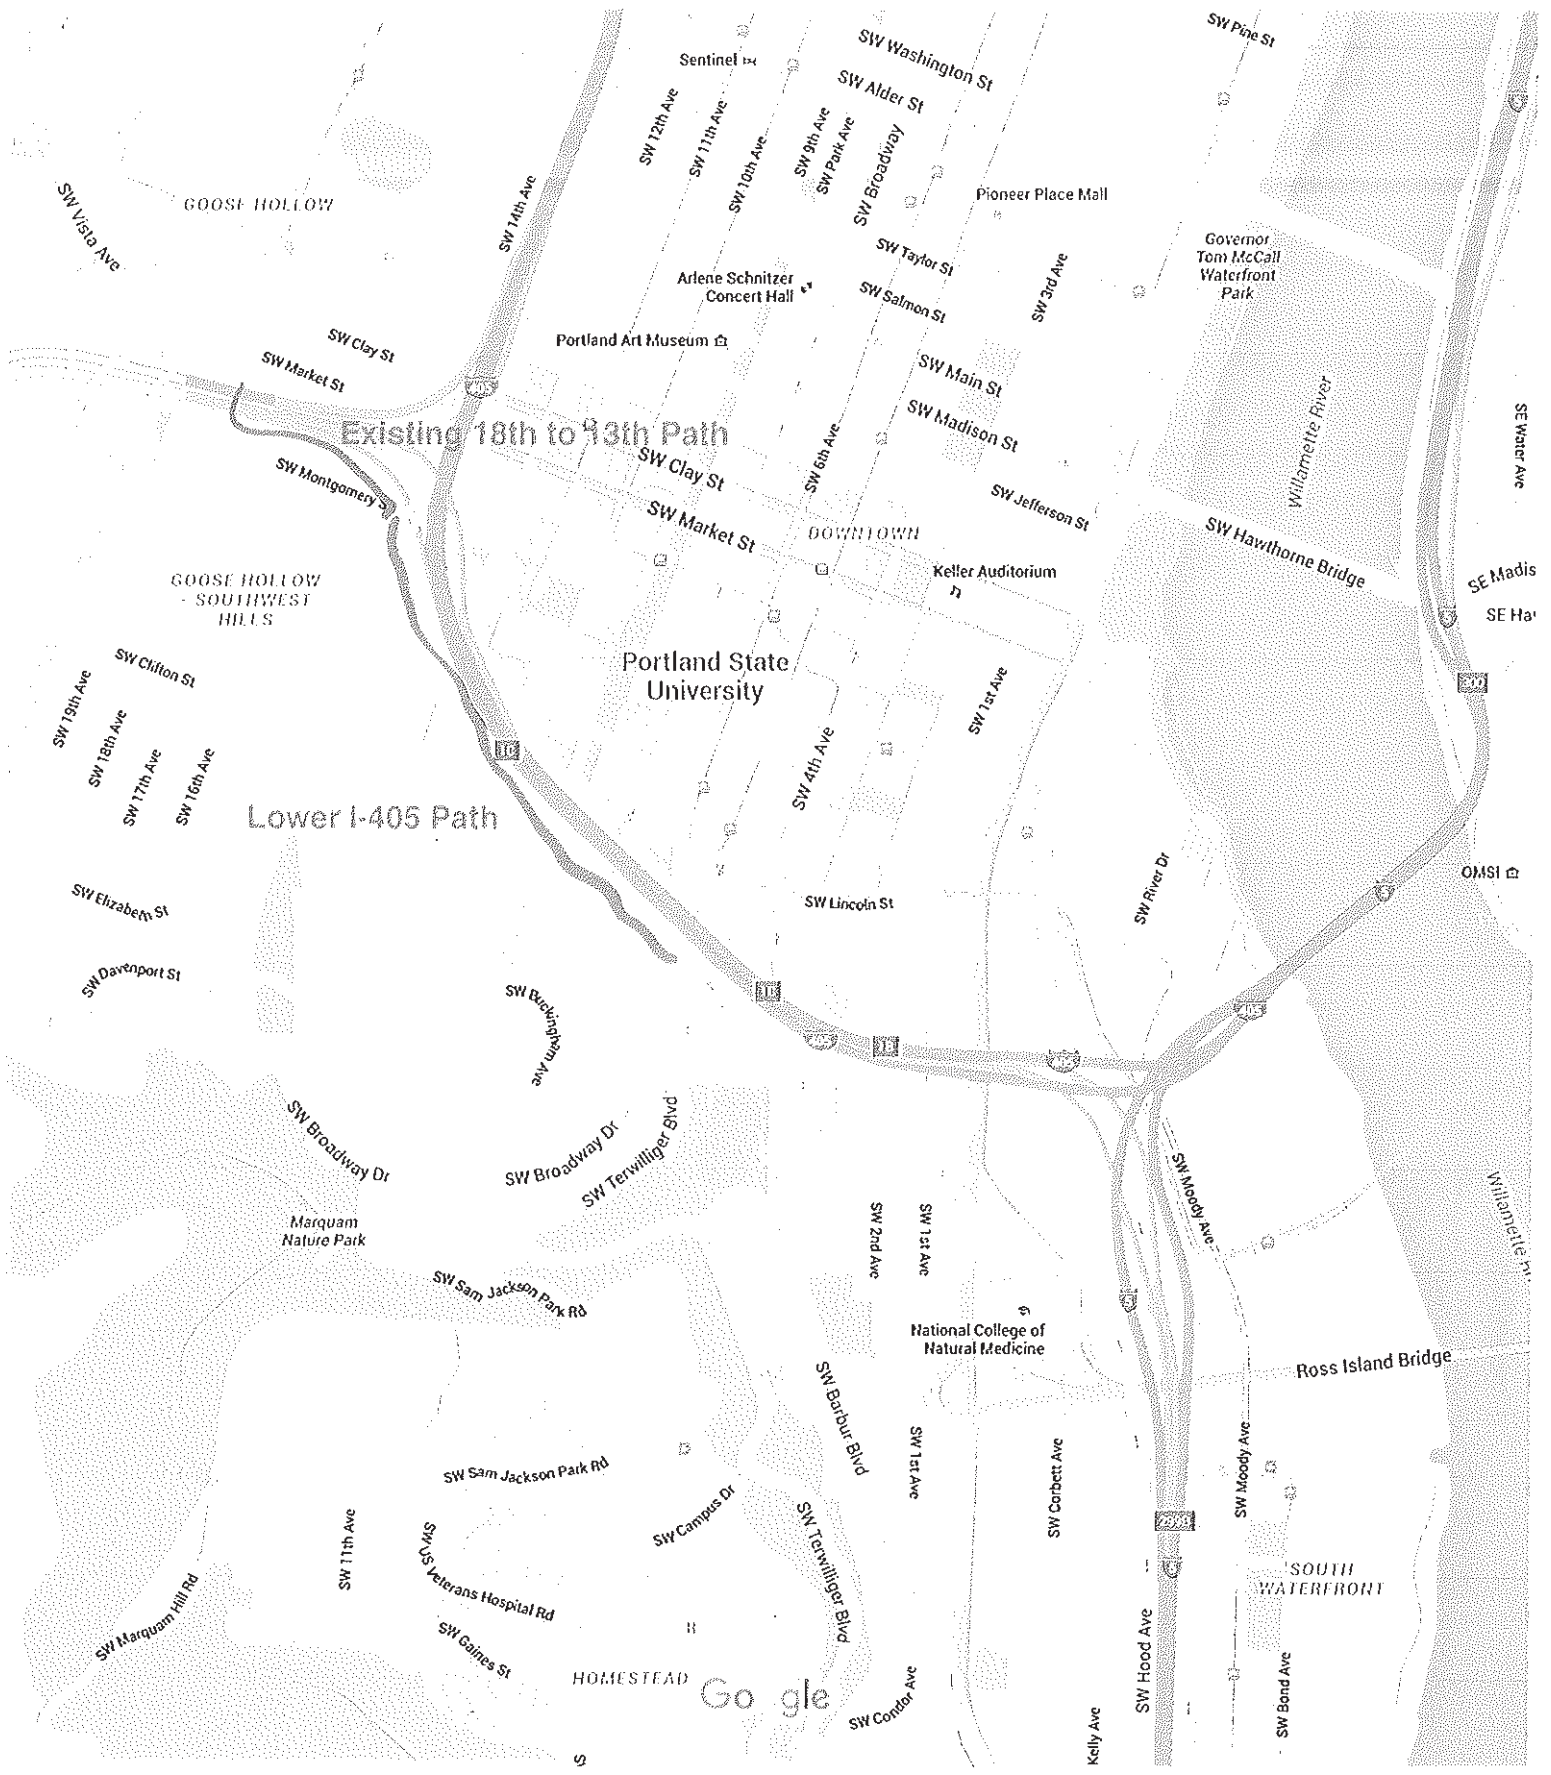 SW Pine St
SW Washington St
Sentinel
SW Alder St
SW 12th Ave
SW 11th Ave
SW 10th Ave
SW 9th Ave
SW Park Ave
SW Broadway
SW Vista Ave
GOOSE HOLLOW
SW 14th Ave
Pioneer Place Mall
SW Taylor St
Governor
Tom McCall
Waterfront
Park
Arlene Schnitzer
Concert Hall
SW Salmon St
SW 3rd Ave
SW Clay St
SW Market St
Portland Art Museum
405
SW Main St
SW Madison St
Willamette River
SE Water Ave
Existing 18th to 13th Path
SW Clay St
SW 6th Ave
SW Montgomery S
SW Market St
DOWNTOWN
SW Jefferson St
SW Hawthorne Bridge
GOOSE HOLLOW
- SOUTHWEST
HILLS
Keller Auditorium
SE Madis
SE Ha
SW Clifton St
Portland State
University
SW 1st Ave
SW 19th Ave
SW 18th Ave
SW 17th Ave
SW 16th Ave
SW 4th Ave
Lower I-405 Path
SW River Dr
OMSI
SW Elizabeth St
SW Lincoln St
SW Davenport St
SW Buckingham Ave
SW Broadway Dr
SW Broadway Dr
SW Terwilliger Blvd
SW Moody Ave
Marquam
Nature Park
SW 2nd Ave
SW 1st Ave
Willamette
SW Sam Jackson Park Rd
National College of
Natural Medicine
Ross Island Bridge
SW Barbur Blvd
SW 1st Ave
SW Corbett Ave
SW Moody Ave
SW Sam Jackson Park Rd
SW Campus Dr
SW Terwilliger Blvd
SW 11th Ave
SW US Veterans Hospital Rd
SOUTH
WATERFRONT
SW Marquam Hill Rd
SW Gaines St
SW Hood Ave
HOMESTEAD
Go gle
SW Condor Ave
SW Bond Ave
Kelly Ave
S